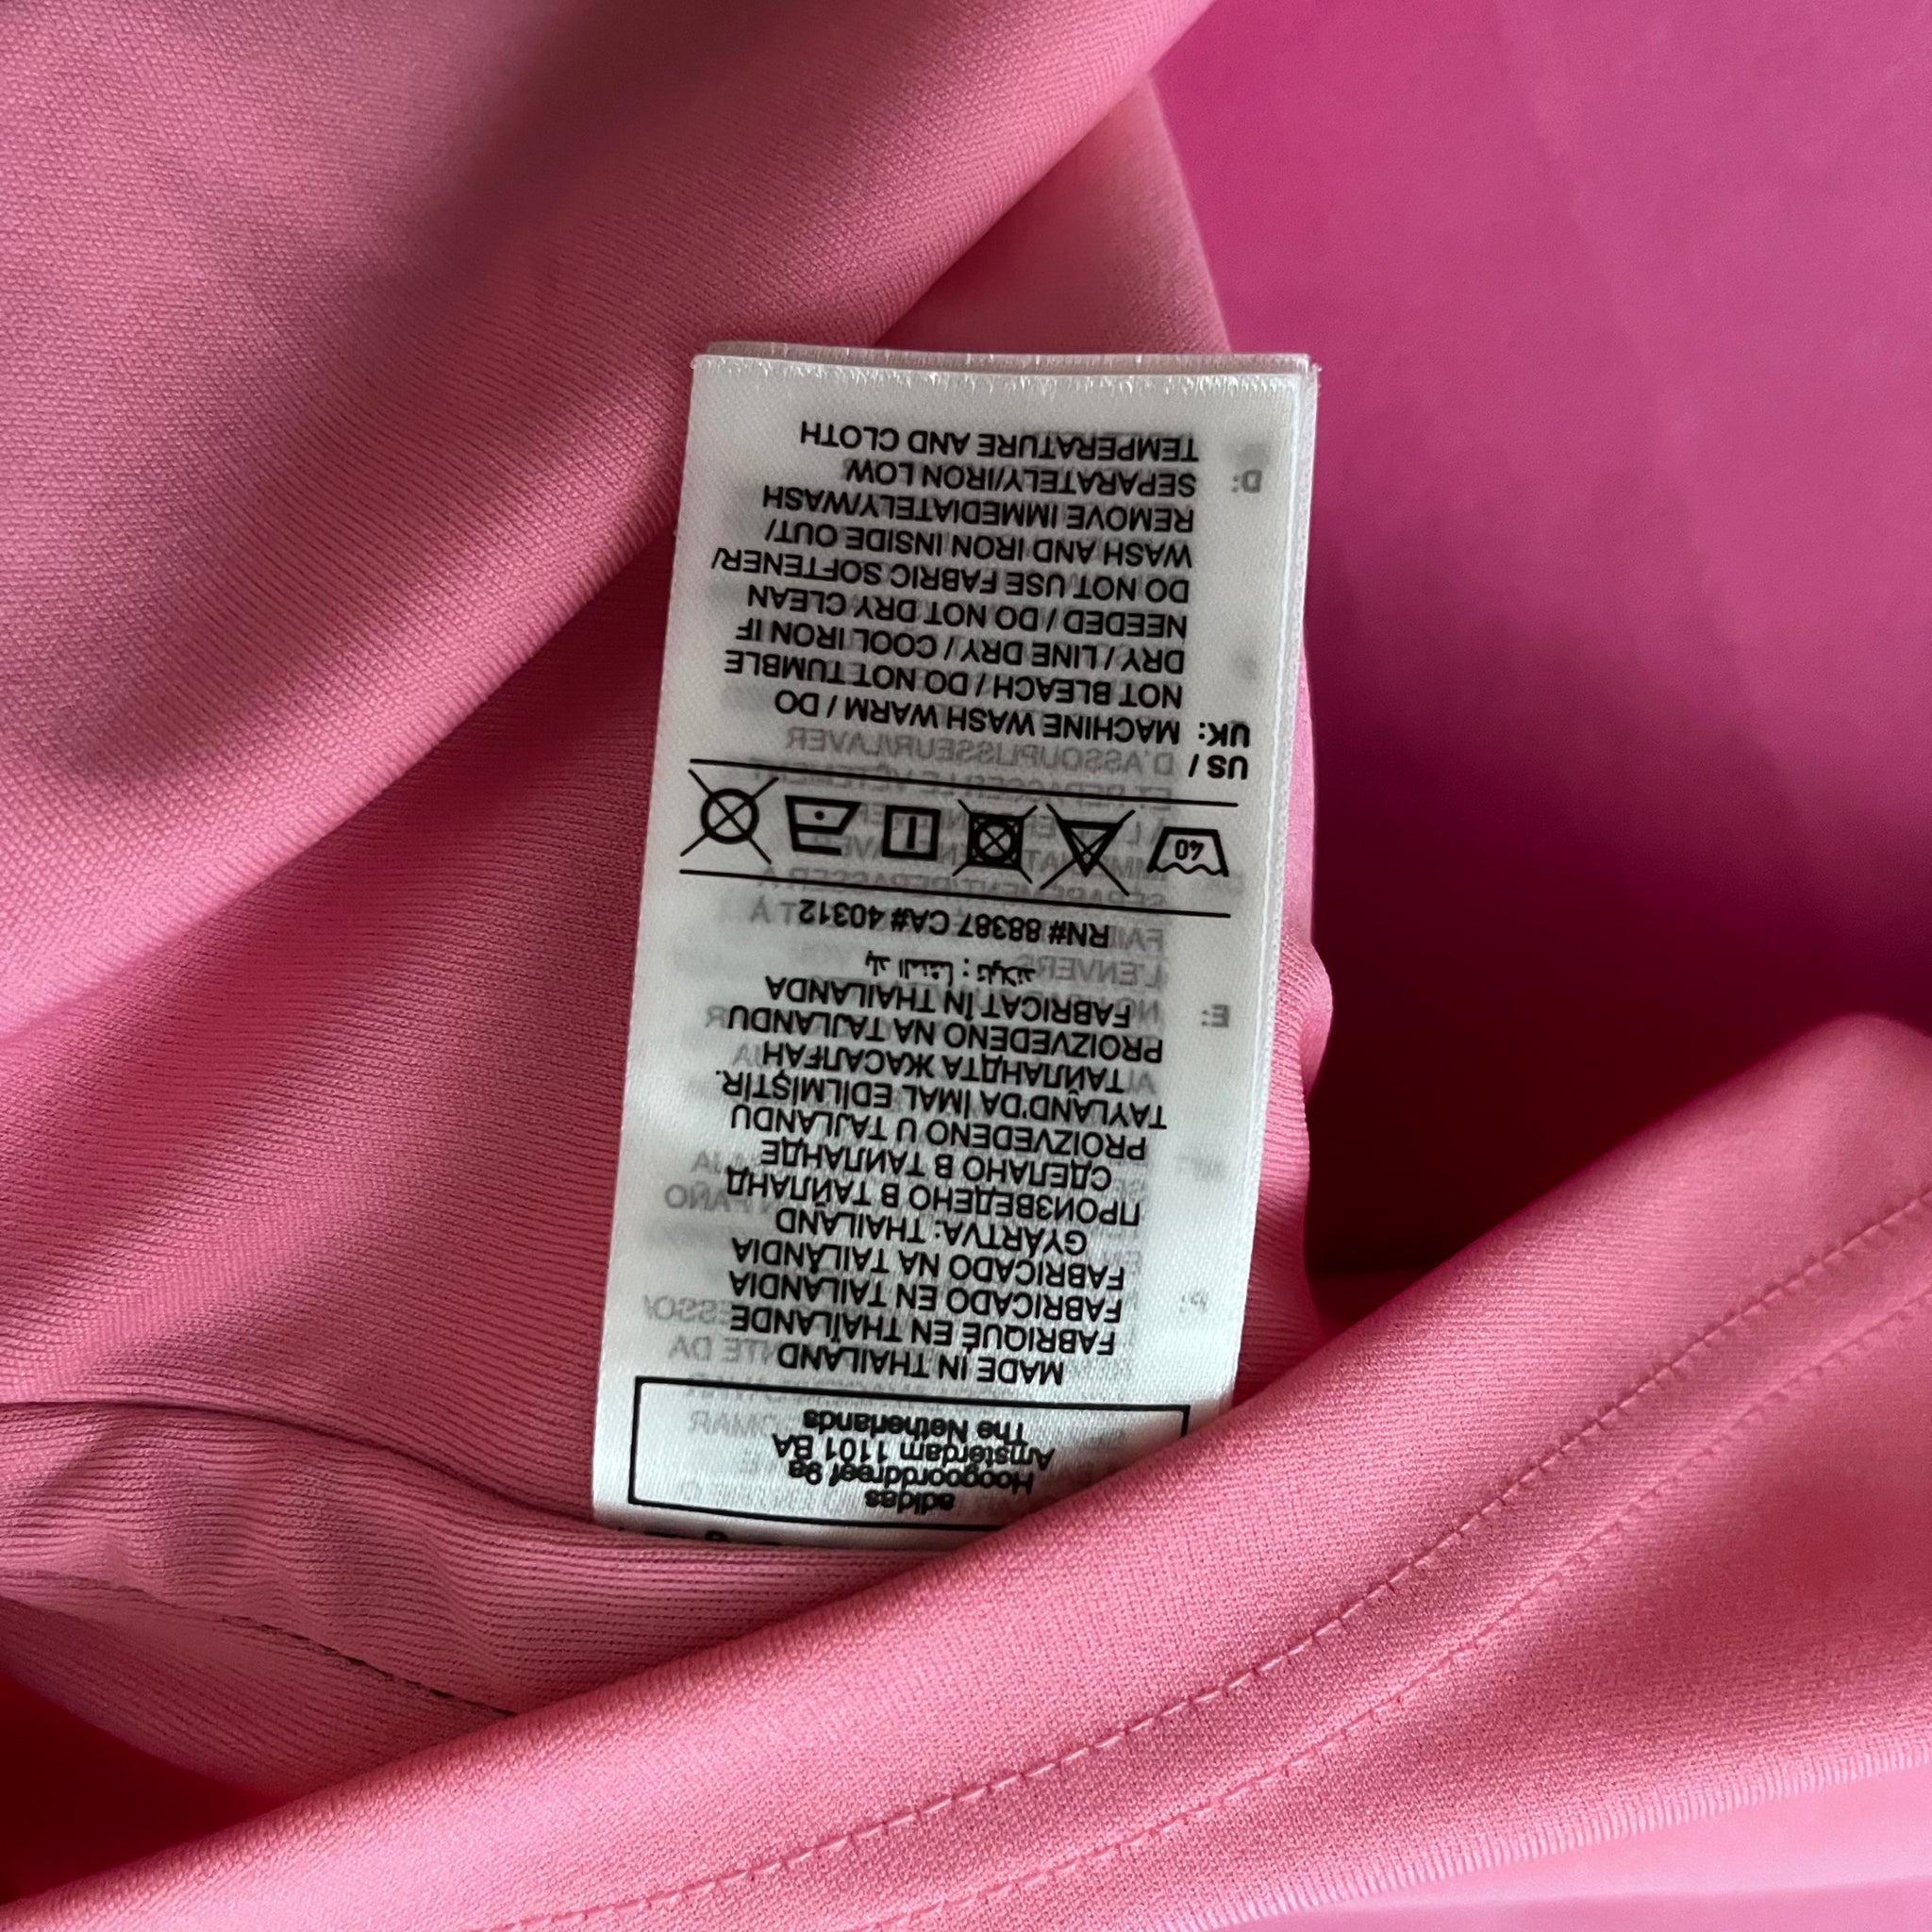 adidas
Hoogoorddreef 9a
Amsterdam 1101 BA
The Netherlands
MADE IN THAILAND
FABRIQUÉ EN THAÏLANDE
FABRICADO EN TAILANDIA
FABRICADO NA TAILÂNDIA
GYÁRTVA: THAILAND
ПРОИЗВЕДЕНО В ТАЙЛАНД
СДЕЛАНО В ТАИЛАНДЕ
PROIZVEDENO U TAJLANDU
TAYLAND'DA İMAL EDİLMİŞTİR.
ТАЙЛАНДТА ЖАСАЛҒАН
PROIZVEDENO NA TAJLANDU
FABRICAT ÎN THAILANDA
بلد المنشأ : تايلاند
RN# 88387 CA# 40312
40
US / UK: MACHINE WASH WARM / DO
NOT BLEACH / DO NOT TUMBLE
DRY / LINE DRY / COOL IRON IF
NEEDED / DO NOT DRY CLEAN
DO NOT USE FABRIC SOFTENER/
WASH AND IRON INSIDE OUT/
REMOVE IMMEDIATELY/WASH
SEPARATELY/IRON LOW
TEMPERATURE AND CLOTH